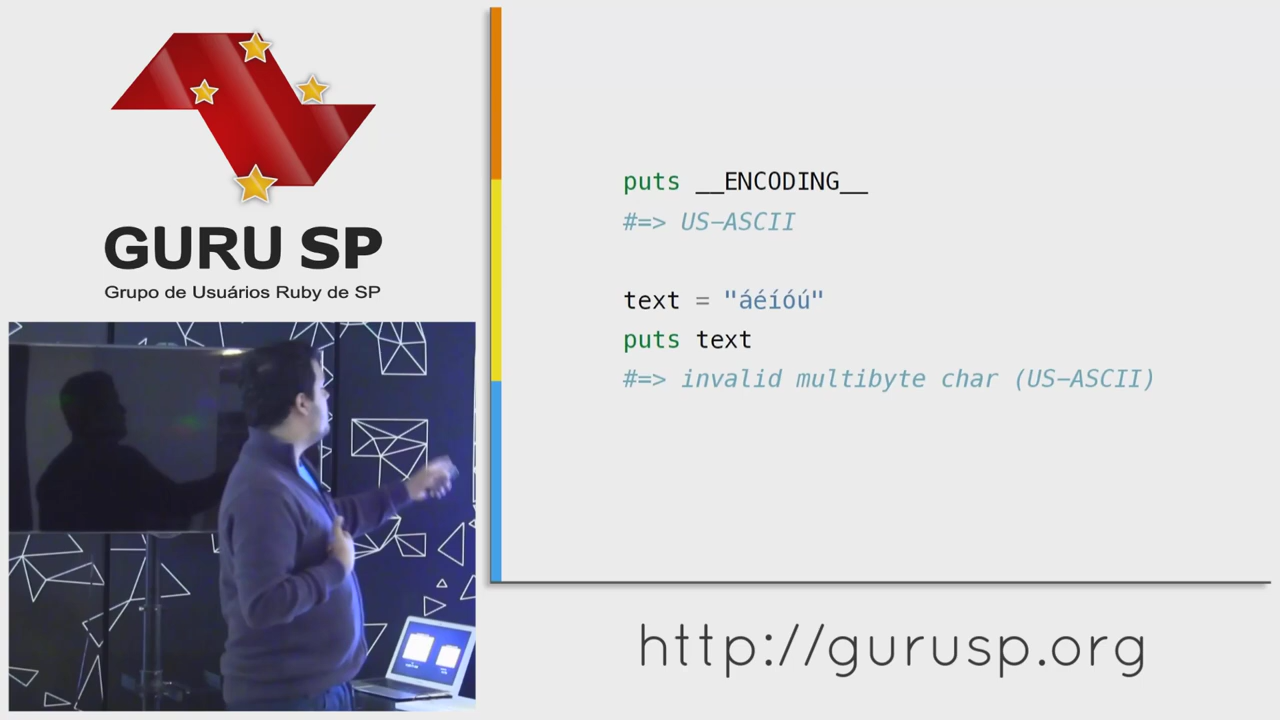 GURU SP
Grupo de Usuários Ruby de SP
puts __ENCODING__
#=> US-ASCII
text = "áéíóú"
puts text
#=> invalid multibyte char (US-ASCII)
http://gurusp.org